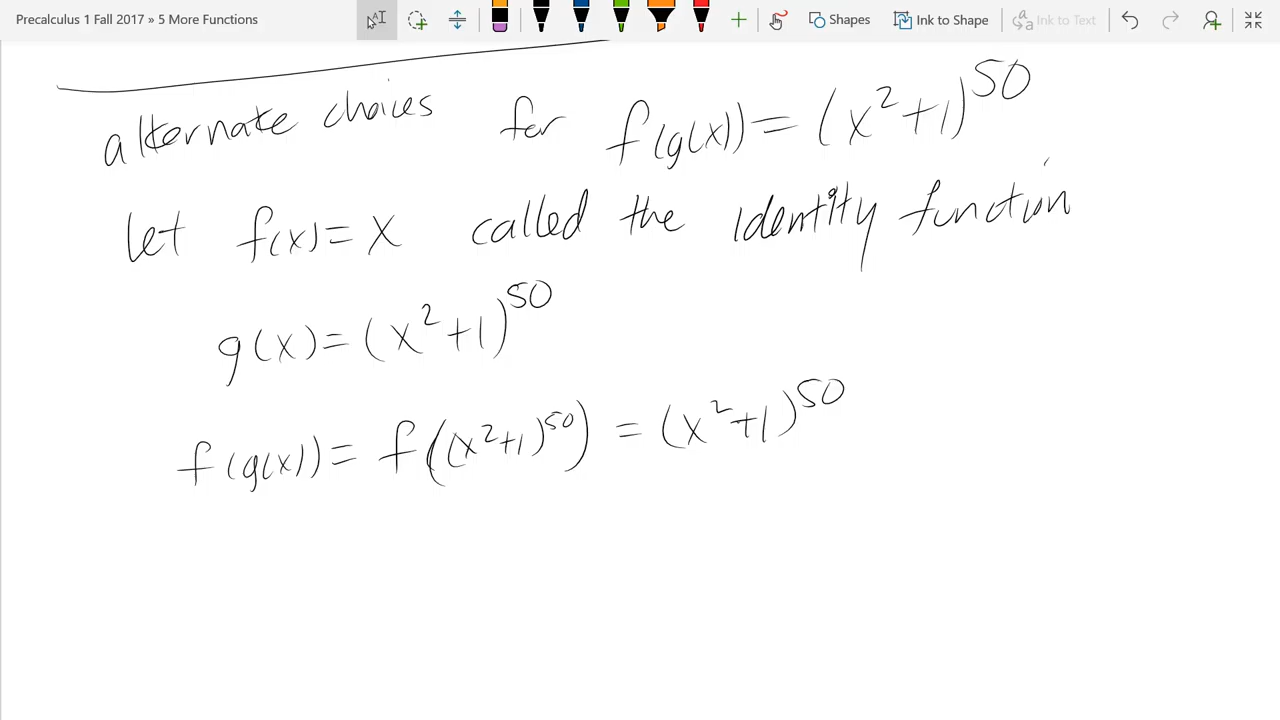 Precalculus 1 Fall 2017 » 5 More Functions
Shapes
Ink to Shape
Ink to Text
alternate choices for f(g(x)) = (x²+1)⁵⁰
let f(x) = x called the identity function
g(x) = (x²+1)⁵⁰
f(g(x)) = f((x²+1)⁵⁰) = (x²+1)⁵⁰